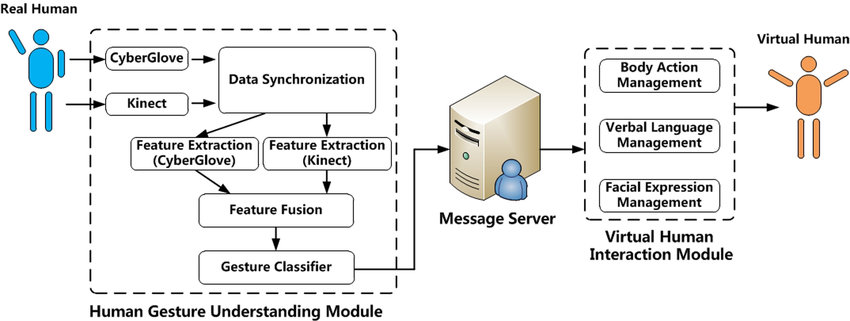 Real Human
CyberGlove
Kinect
Data Synchronization
Feature Extraction
(CyberGlove)
Feature Extraction
(Kinect)
Feature Fusion
Gesture Classifier
Human Gesture Understanding Module
Message Server
Body Action
Management
Verbal Language
Management
Facial Expression
Management
Virtual Human
Interaction Module
Virtual Human